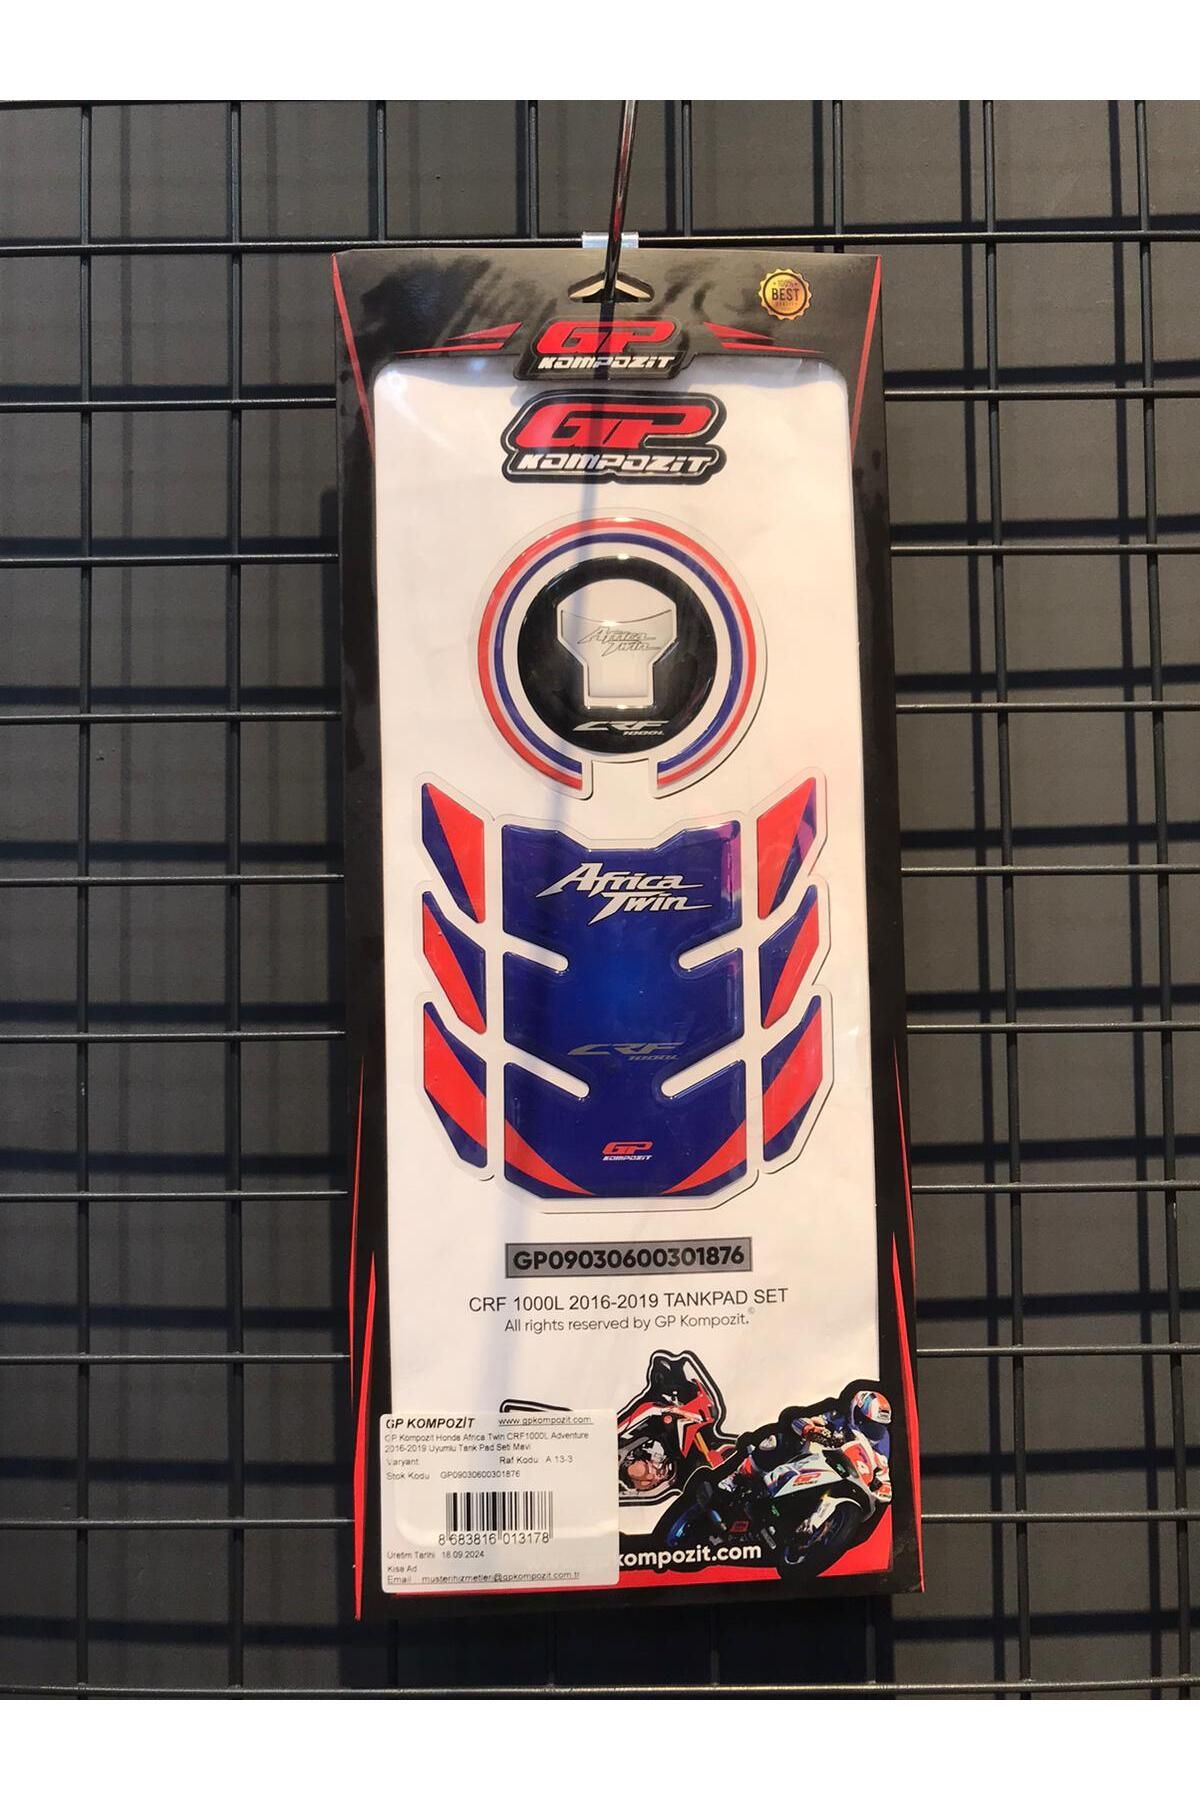 100%
BEST
GP
KOMPOZiT
GP
KOMPOZiT
Africa
Twin
CRF
1000L
Africa
Twin
CRF
1000L
GP
KOMPOZiT
GP09030600301876
CRF 1000L 2016-2019 TANKPAD SET
All rights reserved by GP Kompozit.©
GP KOMPOZİT www.gpkompozit.com
GP Kompozit Honda Africa Twin CRF1000L Adventure
2016-2019 Uyumlu Tank Pad Seti Mavi
Varyant Raf Kodu A 13-3
Stok Kodu GP09030600301876
8 683816 013178
Üretim Tarihi 18.09.2024
Kısa Ad
Email musterihizmetleri@gpkompozit.com.tr
kompozit.com